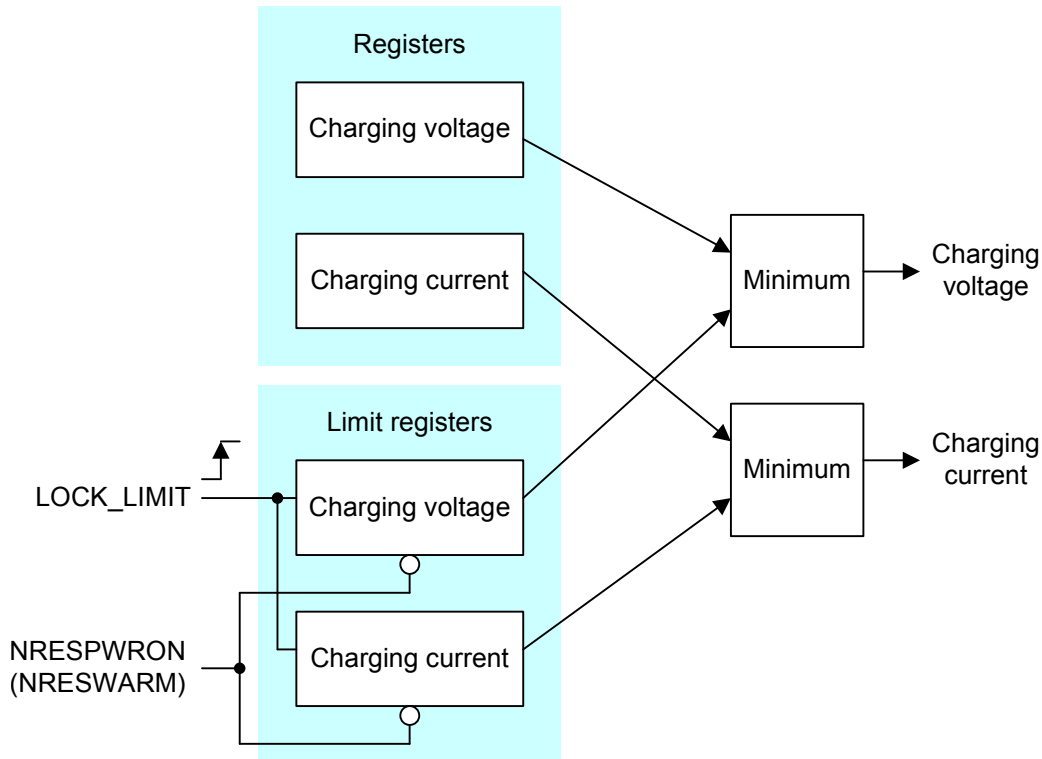 Registers
Charging voltage
Charging current
Minimum
Charging
voltage
Limit registers
LOCK_LIMIT
Charging voltage
Minimum
Charging
current
NRESPWRON
(NRESWARM)
Charging current